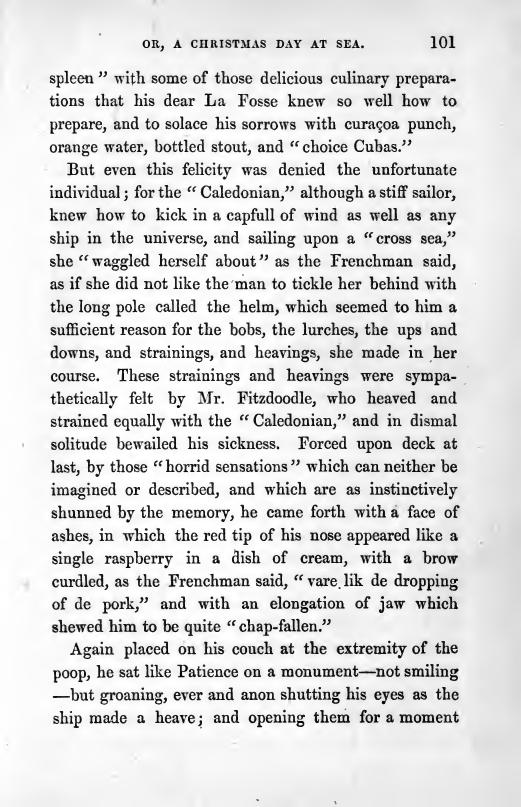 OR, A CHRISTMAS DAY AT SEA. 101
spleen” with some of those delicious culinary prepara-
tions that his dear La Fosse knew so well how to
prepare, and to solace his sorrows with curaçoa punch,
orange water, bottled stout, and “choice Cubas.”
But even this felicity was denied the unfortunate
individual; for the “Caledonian,” although a stiff sailor,
knew how to kick in a capfull of wind as well as any
ship in the universe, and sailing upon a “cross sea,”
she “waggled herself about” as the Frenchman said,
as if she did not like the man to tickle her behind with
the long pole called the helm, which seemed to him a
sufficient reason for the bobs, the lurches, the ups and
downs, and strainings, and heavings, she made in her
course. These strainings and heavings were sympa-
thetically felt by Mr. Fitzdoodle, who heaved and
strained equally with the “Caledonian,” and in dismal
solitude bewailed his sickness. Forced upon deck at
last, by those “horrid sensations” which can neither be
imagined or described, and which are as instinctively
shunned by the memory, he came forth with a face of
ashes, in which the red tip of his nose appeared like a
single raspberry in a dish of cream, with a brow
curdled, as the Frenchman said, “vare lik de dropping
of de pork,” and with an elongation of jaw which
shewed him to be quite “chap-fallen.”
Again placed on his couch at the extremity of the
poop, he sat like Patience on a monument—not smiling
—but groaning, ever and anon shutting his eyes as the
ship made a heave; and opening them for a moment